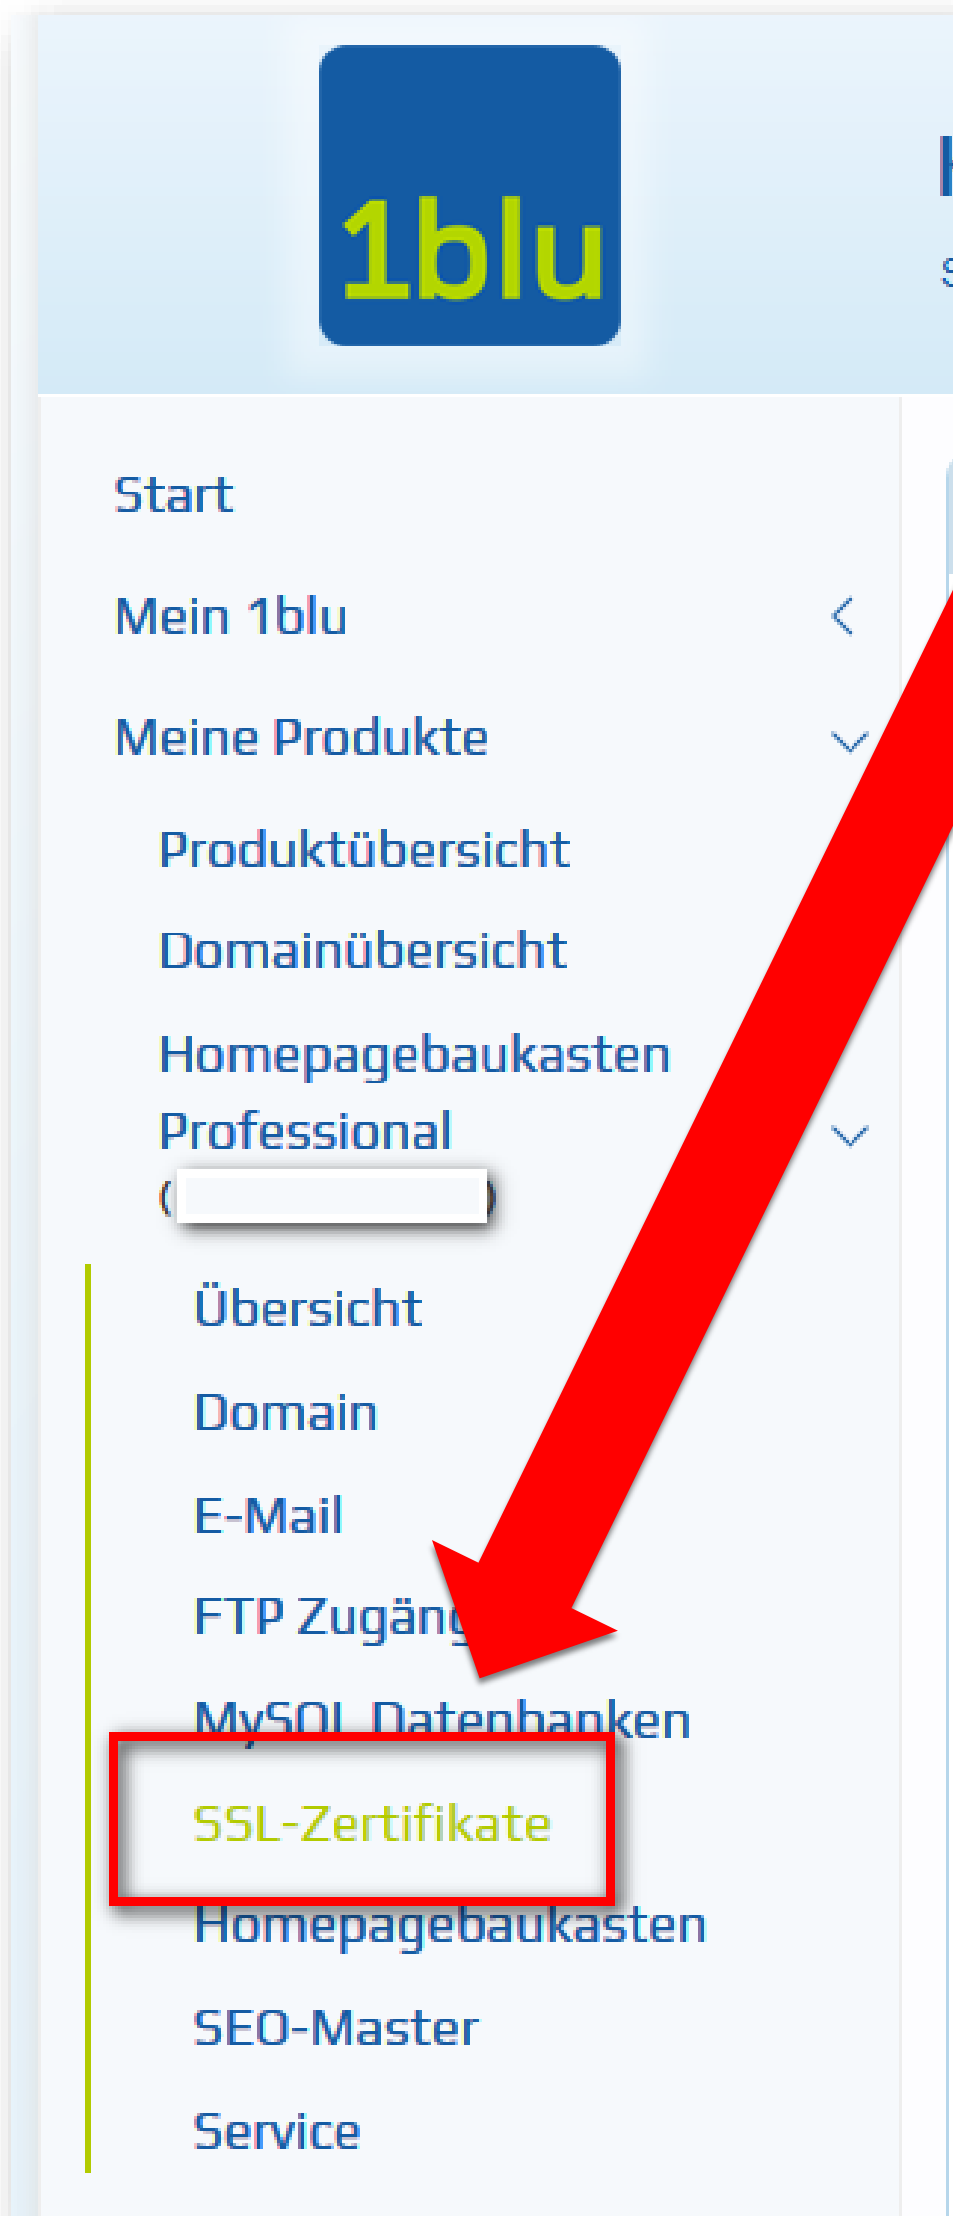 1blu
Start
Mein 1blu
Meine Produkte
Produktübersicht
Domainübersicht
Homepagebaukasten
Professional
( )
Übersicht
Domain
E-Mail
FTP Zugäng
MySQL Datenbanken
SSL-Zertifikate
Homepagebaukasten
SEO-Master
Service